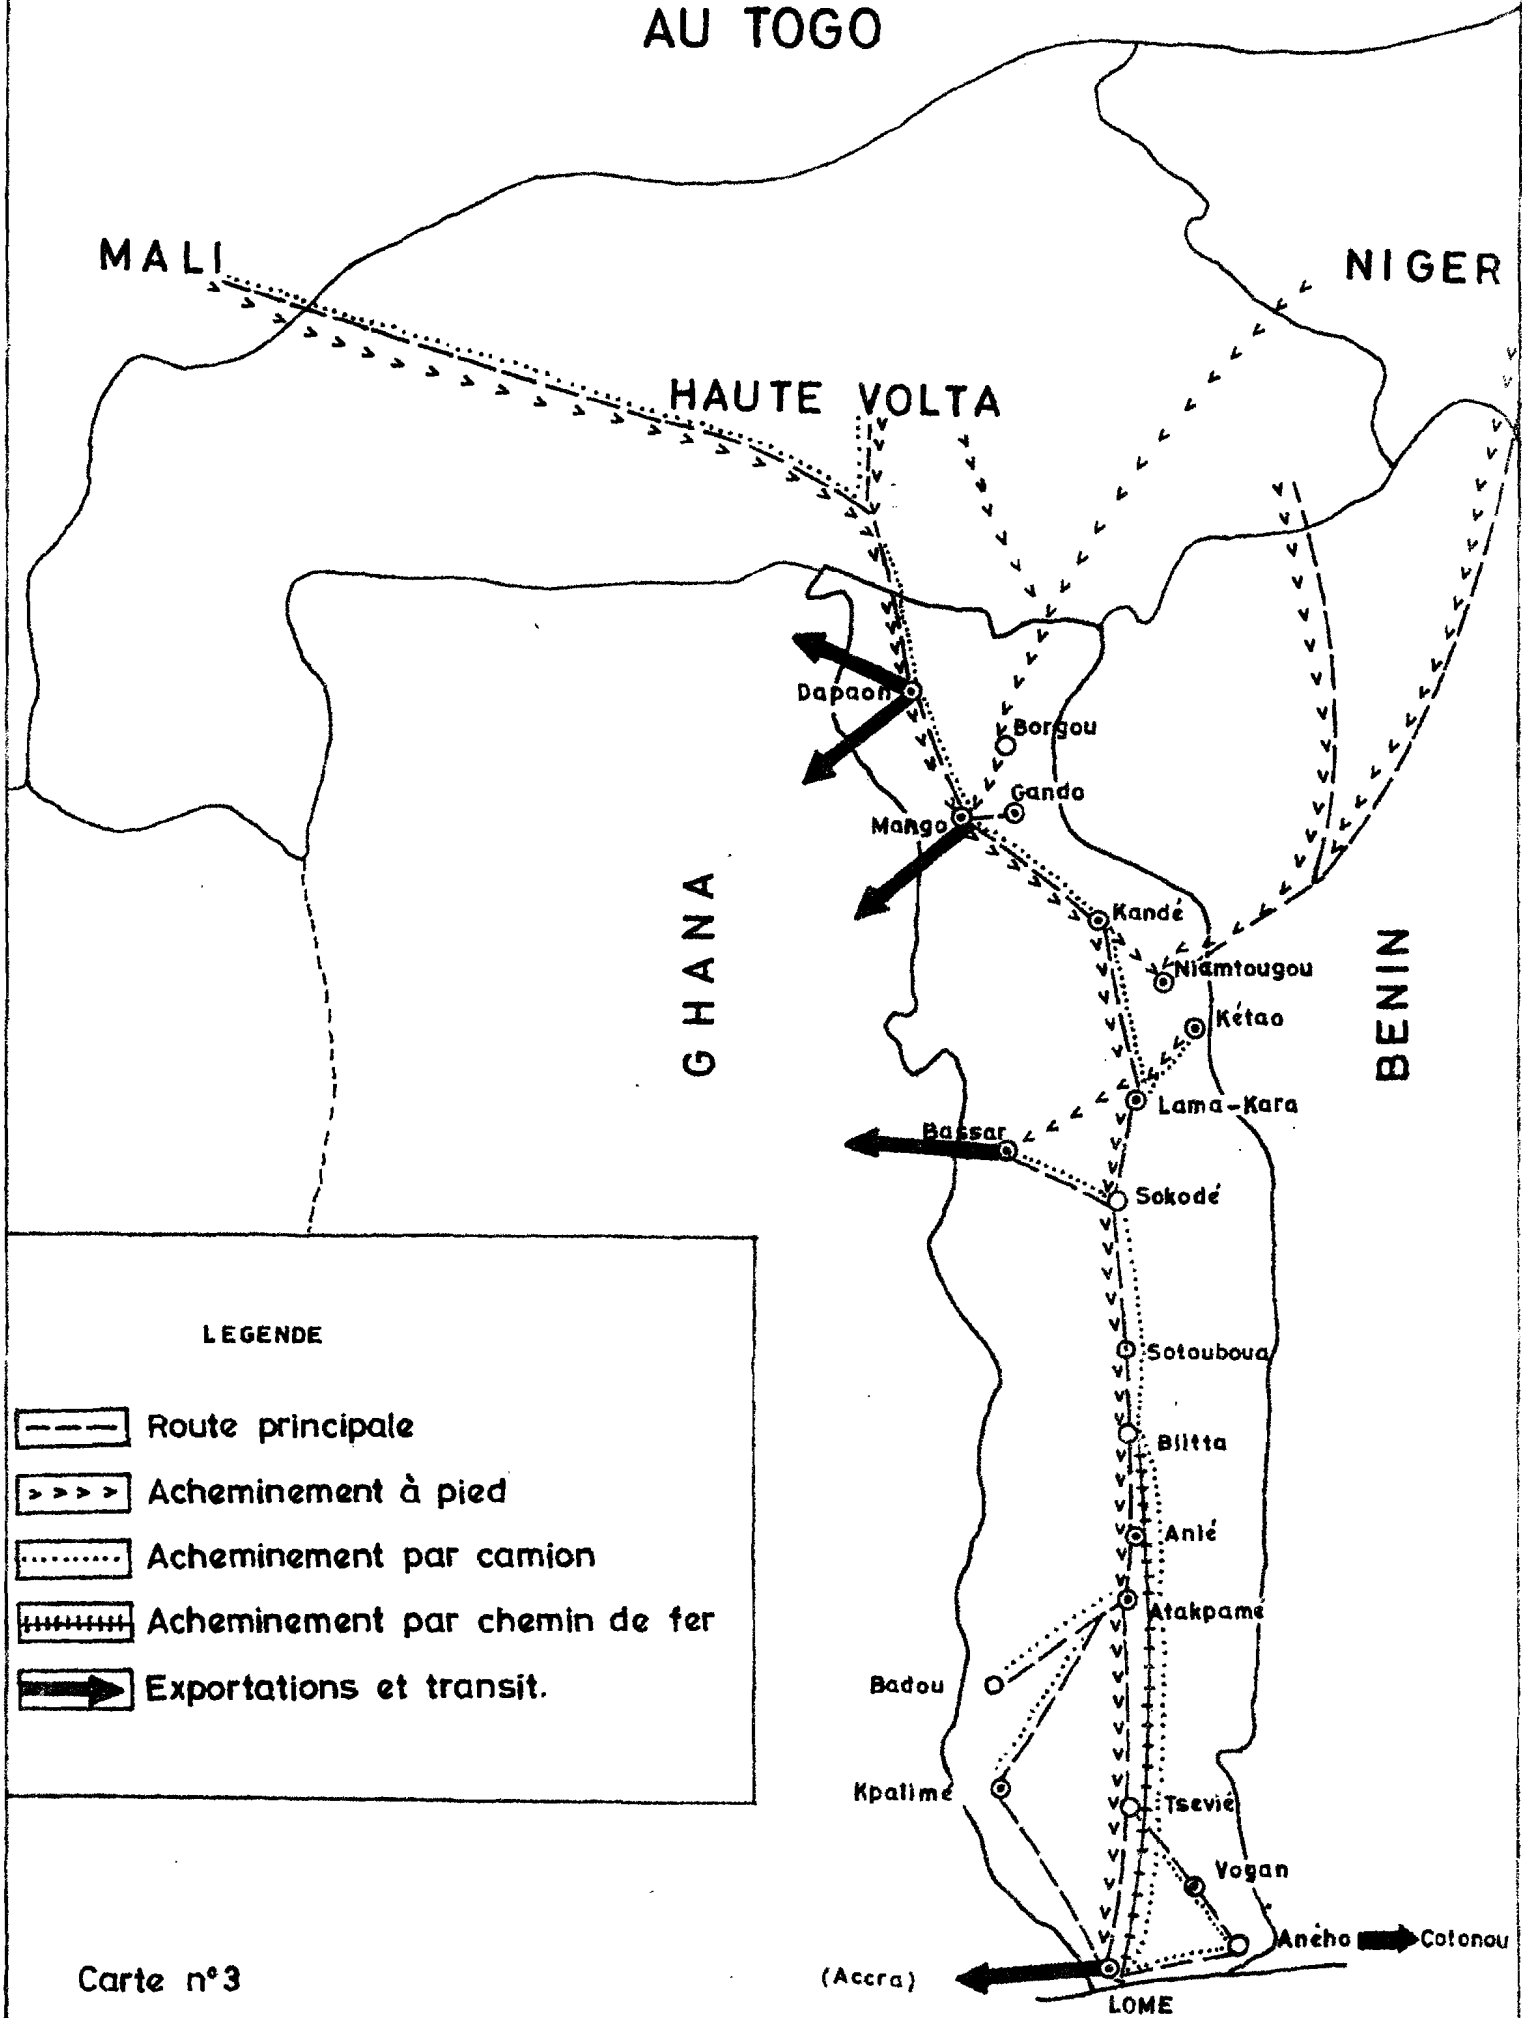 AU TOGO
MALI
NIGER
HAUTE VOLTA
Dapaon
Borgou
Gando
Mango
GHANA
Kandé
Niamtougou
BENIN
Kétao
Lama-Kara
Bassar
Sokodé
LEGENDE
Sotouboua
Route principale
Blitta
Acheminement à pied
Anié
Acheminement par camion
Atakpamé
Acheminement par chemin de fer
Badou
Exportations et transit.
Kpalimé
Tsevié
Vogan
Anécho
Cotonou
Carte n°3
(Accra)
LOME